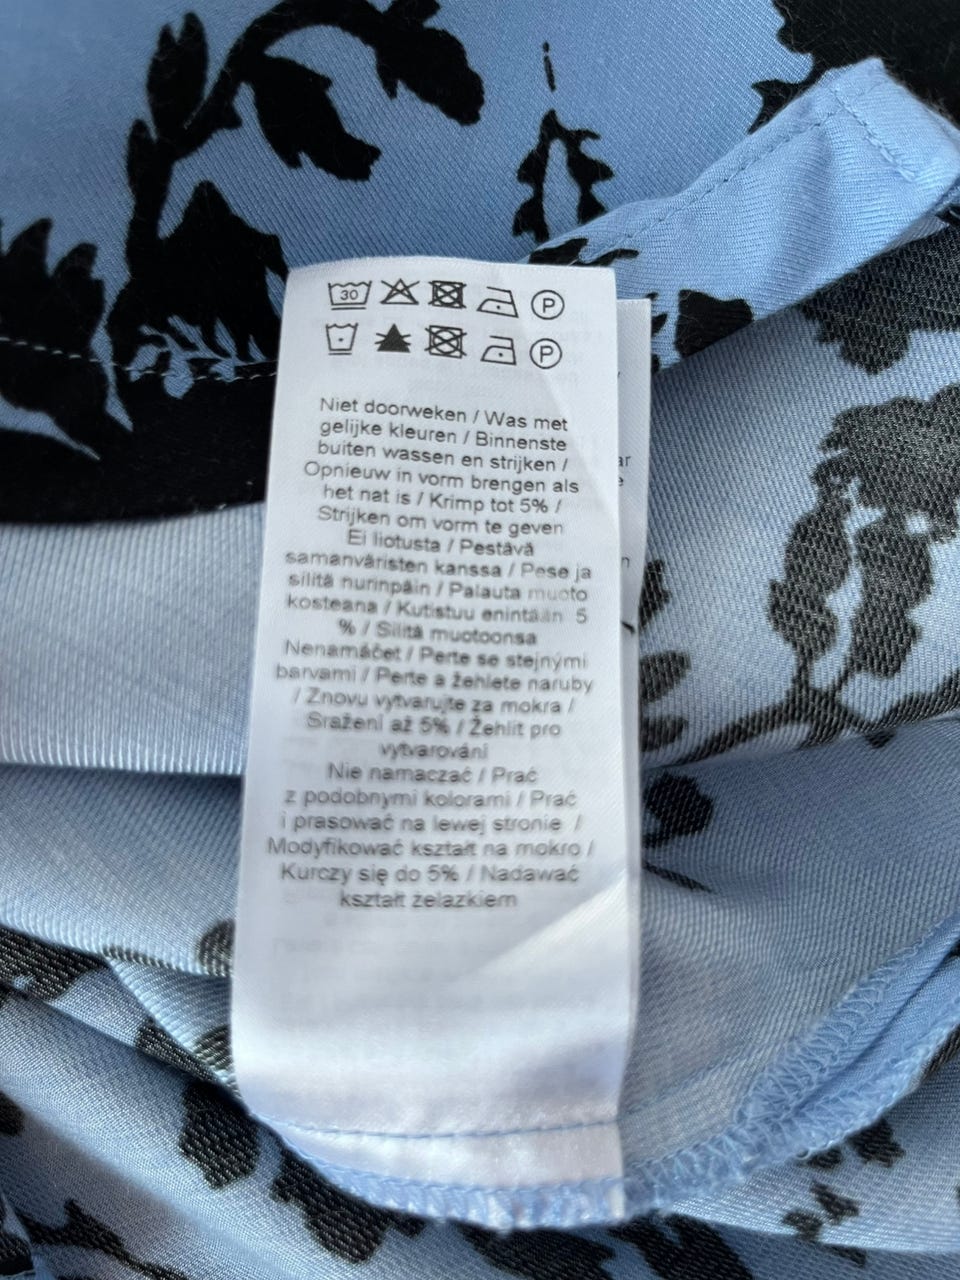 30 P
P
Niet doorweken / Was met
gelijke kleuren / Binnenste
buiten wassen en strijken /
Opnieuw in vorm brengen als
het nat is / Krimp tot 5% /
Strijken om vorm te geven
Ei liotusta / Pestävä
samanväristen kanssa / Pese ja
silitä nurinpäin / Palauta muoto
kosteana / Kutistuu enintään 5
% / Silitä muotoonsa
Nenamáčet / Perte se stejnými
barvami / Perte a žehlete naruby
/ Znovu vytvarujte za mokra /
Sražení až 5% / Žehlit pro
vytvarování
Nie namaczać / Prać
z podobnymi kolorami / Prać
i prasować na lewej stronie /
Modyfikować kształt na mokro /
Kurczy się do 5% / Nadawać
kształt żelazkiem